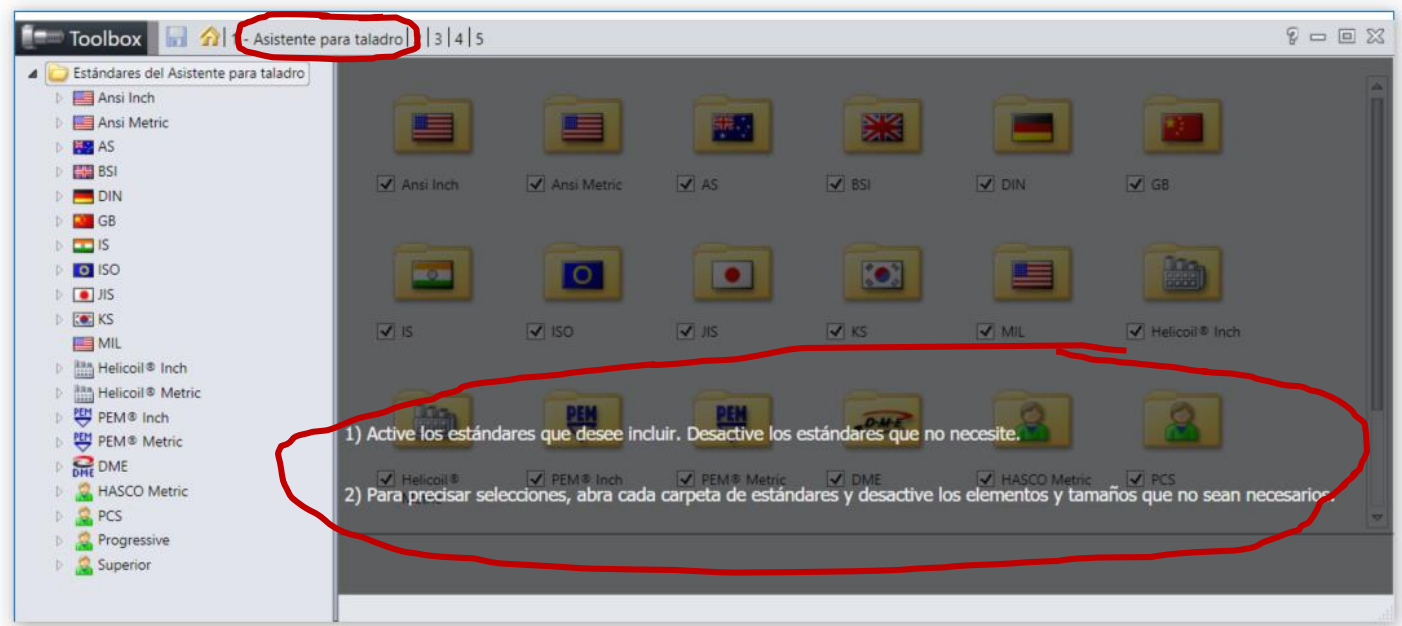 Toolbox 1 - Asistente para taladro 2 3 4 5
Estándares del Asistente para taladro
Ansi Inch
Ansi Metric
AS
BSI
DIN
GB
IS
ISO
JIS
KS
MIL
Helicoil® Inch
Helicoil® Metric
PEM® Inch
PEM® Metric
DME
HASCO Metric
PCS
Progressive
Superior
Ansi Inch Ansi Metric AS BSI DIN GB
IS ISO JIS KS MIL Helicoil® Inch
PEM PEM D-M-E
1) Active los estándares que desee incluir. Desactive los estándares que no necesite.
Helicoil® PEM® Inch PEM® Metric DME HASCO Metric PCS
2) Para precisar selecciones, abra cada carpeta de estándares y desactive los elementos y tamaños que no sean necesarios.